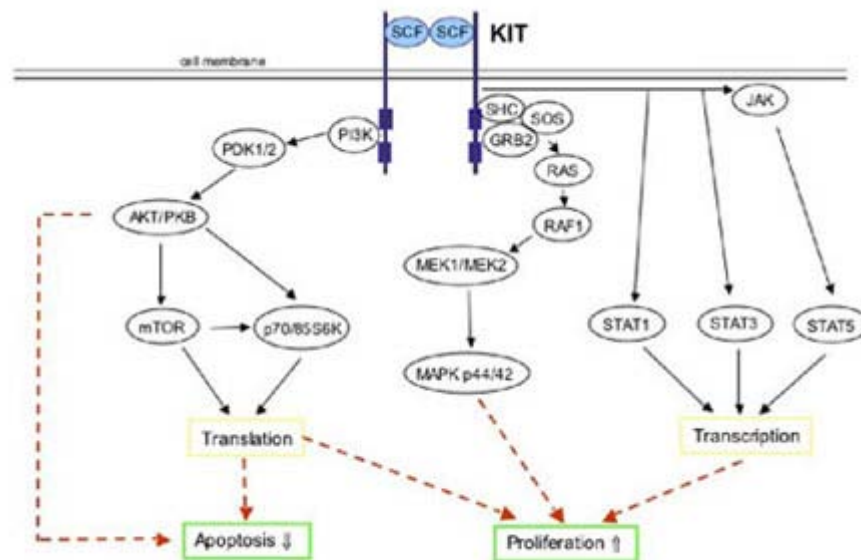 SCF SCF KIT
cell membrane
JAK
SHC
SOS
PI3K
GRB2
PDK1/2
RAS
AKT/PKB
RAF1
MEK1/MEK2
mTOR
p70/85S6K
STAT1
STAT3
STAT5
MAPK p44/42
Translation
Transcription
Apoptosis ⇓
Proliferation ⇑